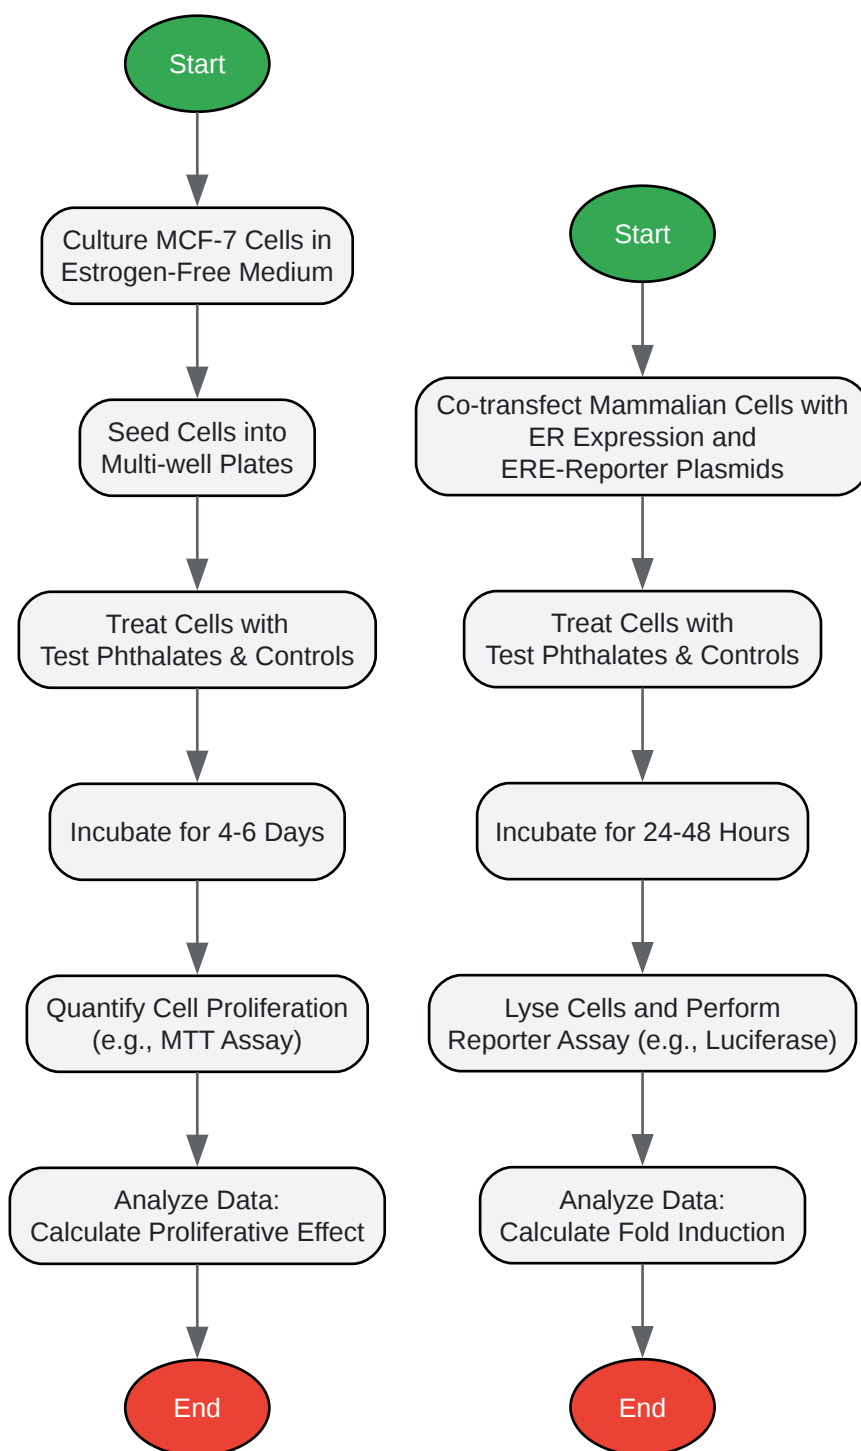 Start
Culture MCF-7 Cells in
Estrogen-Free Medium
Seed Cells into
Multi-well Plates
Treat Cells with
Test Phthalates & Controls
Incubate for 4-6 Days
Quantify Cell Proliferation
(e.g., MTT Assay)
Analyze Data:
Calculate Proliferative Effect
End
Start
Co-transfect Mammalian Cells with
ER Expression and
ERE-Reporter Plasmids
Treat Cells with
Test Phthalates & Controls
Incubate for 24-48 Hours
Lyse Cells and Perform
Reporter Assay (e.g., Luciferase)
Analyze Data:
Calculate Fold Induction
End